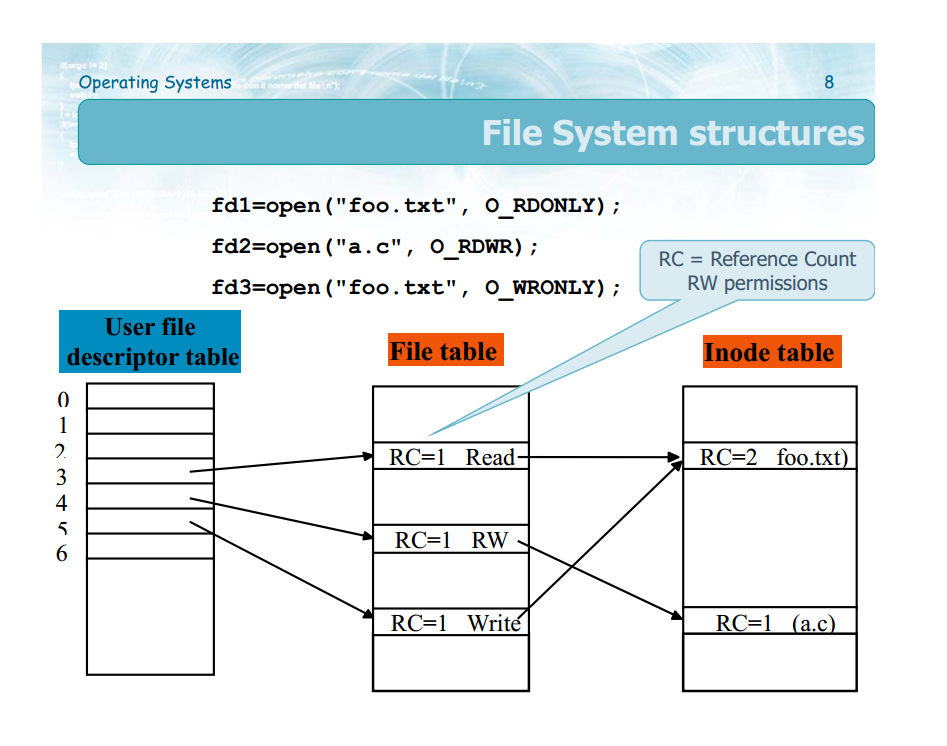 Operating Systems
8
File System structures
fd1=open("foo.txt", O_RDONLY);
fd2=open("a.c", O_RDWR);
fd3=open("foo.txt", O_WRONLY);
RC = Reference Count
RW permissions
User file
descriptor table
File table
Inode table
0
1
2
3
4
5
6
RC=1 Read
RC=1 RW
RC=1 Write
RC=2 foo.txt)
RC=1 (a.c)